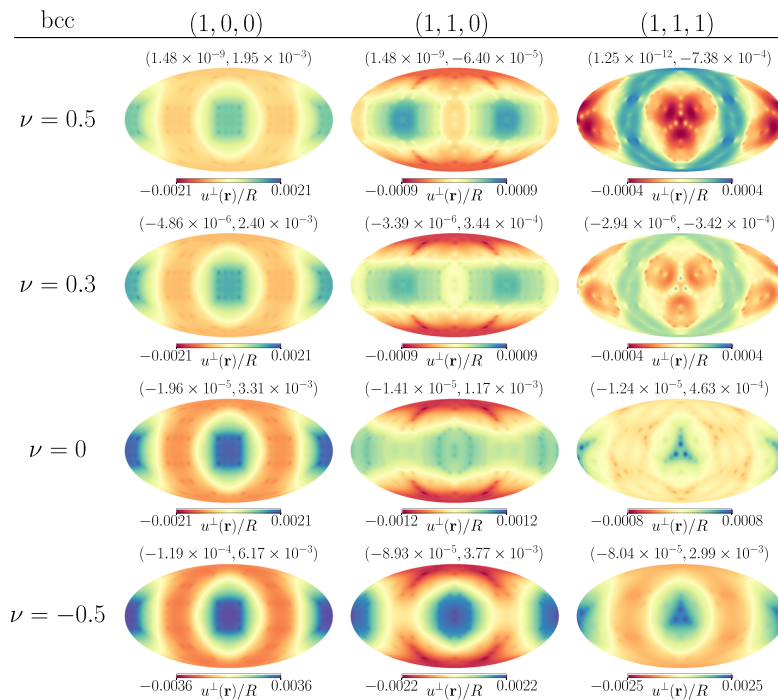 bcc (1, 0, 0) (1, 1, 0) (1, 1, 1)
(1.48 × 10⁻⁹, 1.95 × 10⁻³) (1.48 × 10⁻⁹, −6.40 × 10⁻⁵) (1.25 × 10⁻¹², −7.38 × 10⁻⁴)
ν = 0.5
−0.0021 u⊥(r)/R 0.0021 −0.0009 u⊥(r)/R 0.0009 −0.0004 u⊥(r)/R 0.0004
(−4.86 × 10⁻⁶, 2.40 × 10⁻³) (−3.39 × 10⁻⁶, 3.44 × 10⁻⁴) (−2.94 × 10⁻⁶, −3.42 × 10⁻⁴)
ν = 0.3
−0.0021 u⊥(r)/R 0.0021 −0.0009 u⊥(r)/R 0.0009 −0.0004 u⊥(r)/R 0.0004
(−1.96 × 10⁻⁵, 3.31 × 10⁻³) (−1.41 × 10⁻⁵, 1.17 × 10⁻³) (−1.24 × 10⁻⁵, 4.63 × 10⁻⁴)
ν = 0
−0.0021 u⊥(r)/R 0.0021 −0.0012 u⊥(r)/R 0.0012 −0.0008 u⊥(r)/R 0.0008
(−1.19 × 10⁻⁴, 6.17 × 10⁻³) (−8.93 × 10⁻⁵, 3.77 × 10⁻³) (−8.04 × 10⁻⁵, 2.99 × 10⁻³)
ν = −0.5
−0.0036 u⊥(r)/R 0.0036 −0.0022 u⊥(r)/R 0.0022 −0.0025 u⊥(r)/R 0.0025